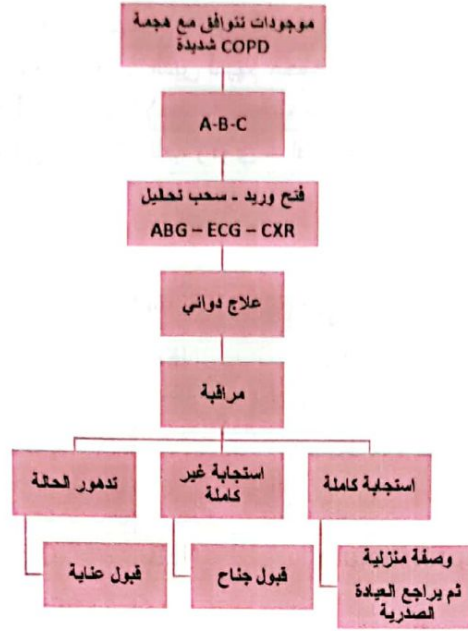 موجودات تتوافق مع هجمة
COPD شديدة
A-B-C
فتح وريد - سحب تحاليل
ABG – ECG – CXR
علاج دوائي
مراقبة
استجابة كاملة
استجابة غير
كاملة
تدهور الحالة
وصفة منزلية
ثم يراجع العيادة
الصدرية
قبول جناح
قبول عناية